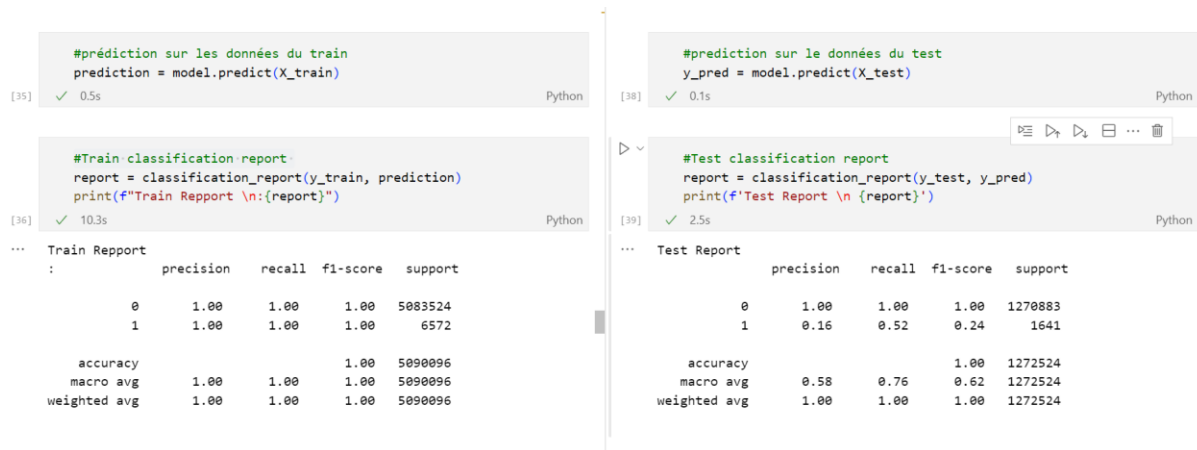 #prédiction sur les données du train
prediction = model.predict(X_train)
[35] ✓ 0.5s Python
#Train classification report
report = classification_report(y_train, prediction)
print(f"Train Repport \n:{report}")
[36] ✓ 10.3s Python
... Train Repport
: precision recall f1-score support
0 1.00 1.00 1.00 5083524
1 1.00 1.00 1.00 6572
accuracy 1.00 5090096
macro avg 1.00 1.00 1.00 5090096
weighted avg 1.00 1.00 1.00 5090096
#prediction sur le données du test
y_pred = model.predict(X_test)
[38] ✓ 0.1s Python
#Test classification report
report = classification_report(y_test, y_pred)
print(f'Test Report \n {report}')
[39] ✓ 2.5s Python
... Test Report
precision recall f1-score support
0 1.00 1.00 1.00 1270883
1 0.16 0.52 0.24 1641
accuracy 1.00 1272524
macro avg 0.58 0.76 0.62 1272524
weighted avg 1.00 1.00 1.00 1272524